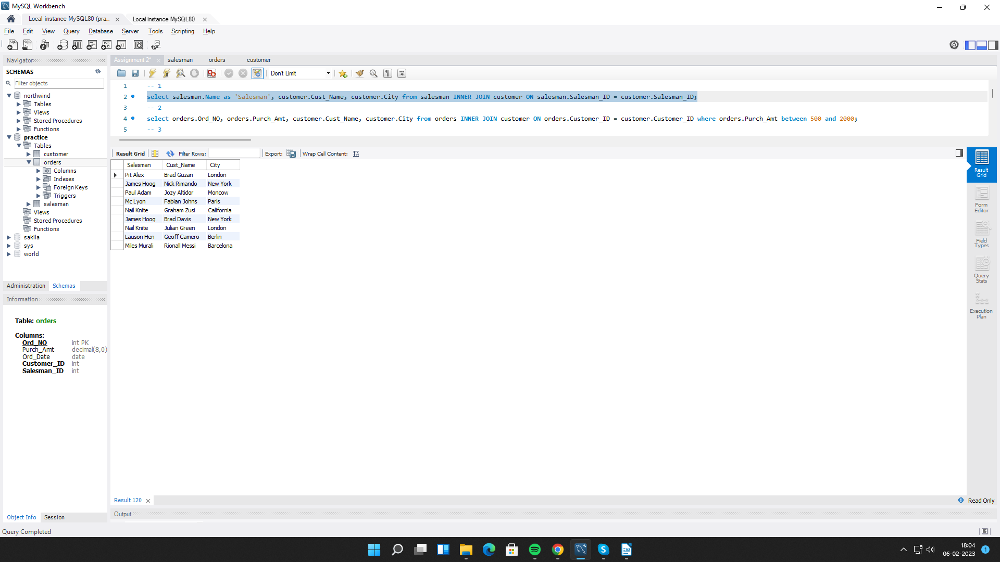 MySQL Workbench
Local instance MySQL80 (pra... Local instance MySQL80
File Edit View Query Database Server Tools Scripting Help
Navigator
SCHEMAS
Filter objects
northwind
Tables
Views
Stored Procedures
Functions
practice
Tables
customer
orders
Columns
Indexes
Foreign Keys
Triggers
salesman
Views
Stored Procedures
Functions
sakila
sys
world
Administration Schemas
Information
Table: orders
Columns:
Ord_NO int PK
Purch_Amt decimal(8,0)
Ord_Date date
Customer_ID int
Salesman_ID int
Object Info Session
Query Completed
Assignment 2* salesman orders customer
Don't Limit
1 -- 1
2 select salesman.Name as 'Salesman', customer.Cust_Name, customer.City from salesman INNER JOIN customer ON salesman.Salesman_ID = customer.Salesman_ID;
3 -- 2
4 select orders.Ord_NO, orders.Purch_Amt, customer.Cust_Name, customer.City from orders INNER JOIN customer ON orders.Customer_ID = customer.Customer_ID where orders.Purch_Amt between 500 and 2000;
5 -- 3
Result Grid Filter Rows: Export: Wrap Cell Content:
Salesman Cust_Name City
Pit Alex Brad Guzan London
James Hoog Nick Rimando New York
Paul Adam Jozy Altidor Moncow
Mc Lyon Fabian Johns Paris
Nail Knite Graham Zusi California
James Hoog Brad Davis New York
Nail Knite Julian Green London
Lauson Hen Geoff Camero Berlin
Miles Murali Rionall Messi Barcelona
Result
Grid
Form
Editor
Field
Types
Query
Stats
Execution
Plan
Result 120 Read Only
Output
18:04
06-02-2023
1